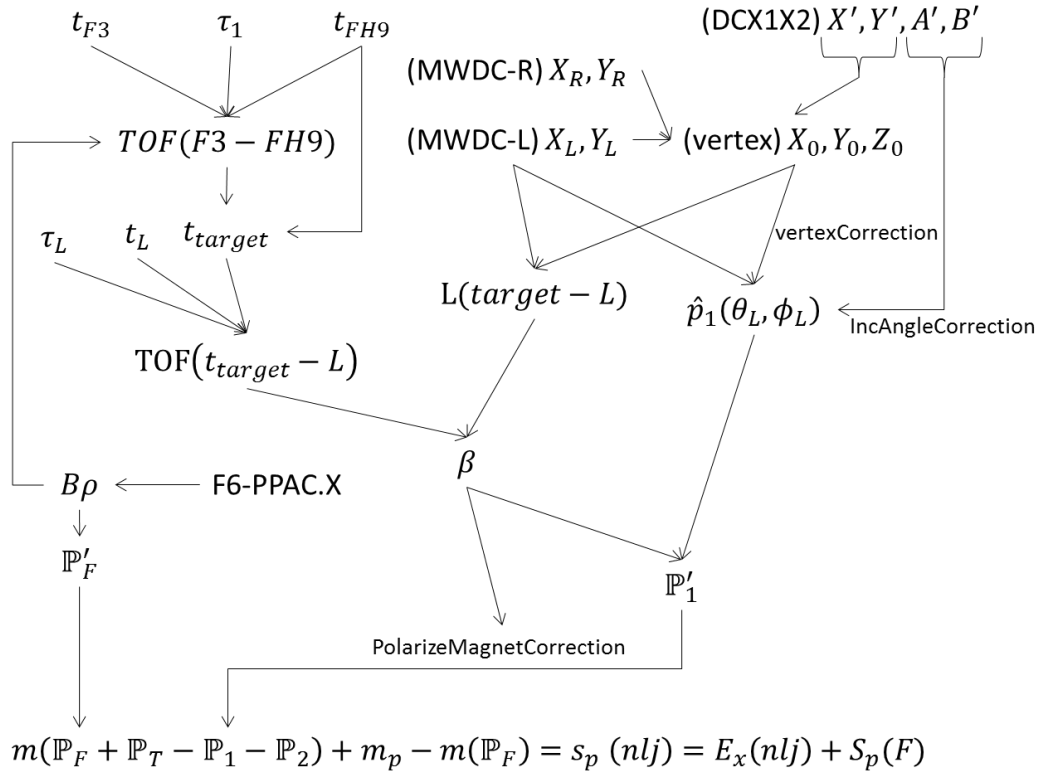 t_{F3} τ_1 t_{FH9} (DCX1X2) X′, Y′, A′, B′
(MWDC-R) X_R, Y_R
TOF(F3 − FH9) (MWDC-L) X_L, Y_L (vertex) X_0, Y_0, Z_0
τ_L t_L t_{target} vertexCorrection
L(target − L) p̂_1(θ_L, ϕ_L)
IncAngleCorrection
TOF(t_{target} − L)
β
Bρ F6-PPAC.X
ℙ′_F
ℙ′_1
PolarizeMagnetCorrection
m(ℙ_F + ℙ_T − ℙ_1 − ℙ_2) + m_p − m(ℙ_F) = s_p (nlj) = E_x(nlj) + S_p(F)